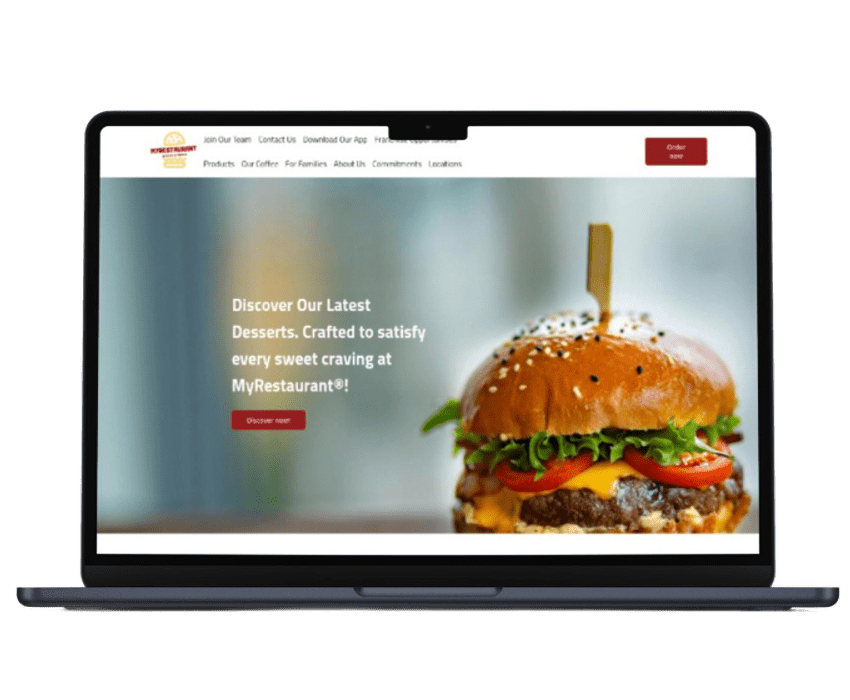 MYRESTAURANT
Join Our Team Contact Us Download Our App Franchise Opportunities
Products Our Coffee For Families About Us Commitments Locations
Order
now
Discover Our Latest
Desserts. Crafted to satisfy
every sweet craving at
MyRestaurant®!
Discover now!